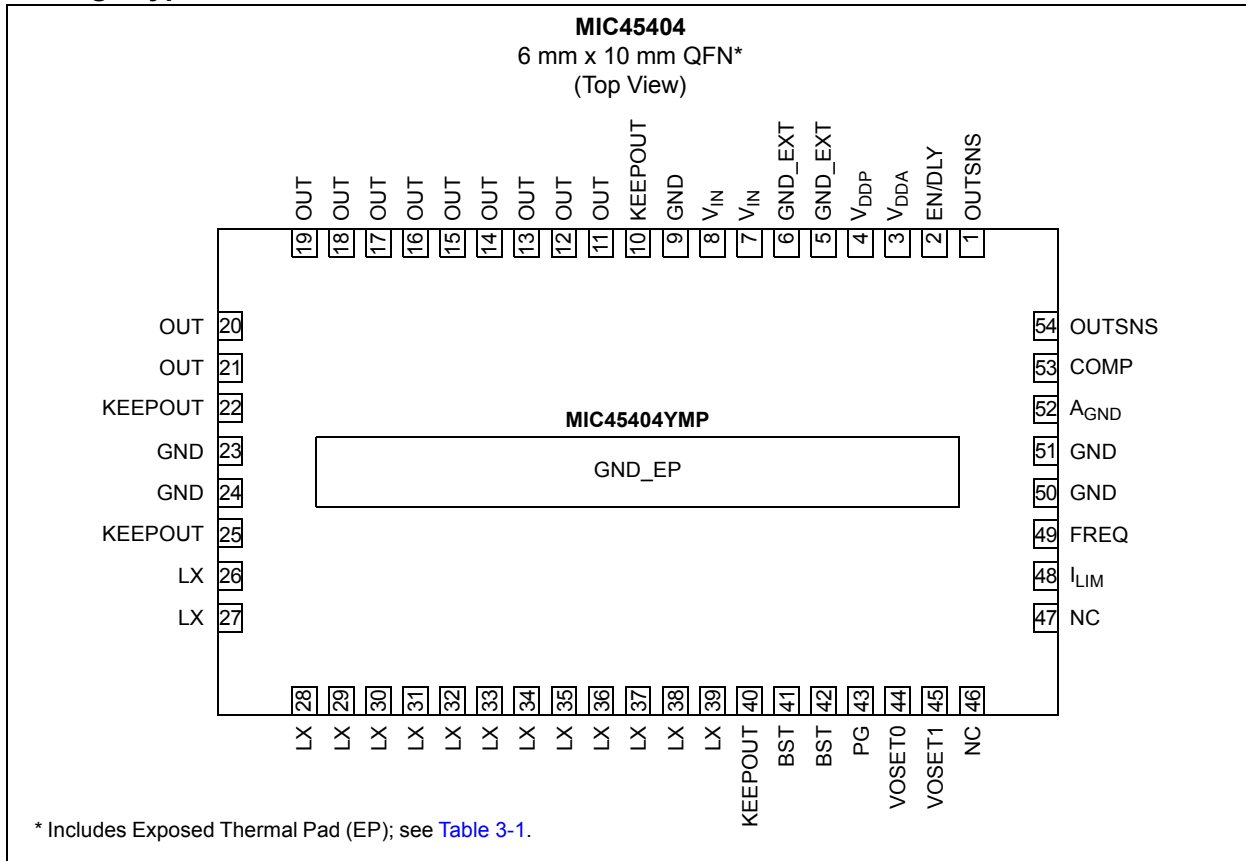 MIC45404
6 mm x 10 mm QFN*
(Top View)
OUT
OUT
OUT
OUT
OUT
OUT
OUT
OUT
OUT
KEEPOUT
GND
VIN
VIN
GND_EXT
GND_EXT
VDDP
VDDA
EN/DLY
OUTSNS
19
18
17
16
15
14
13
12
11
10
9
8
7
6
5
4
3
2
1
OUT 20
OUT 21
KEEPOUT 22
GND 23
GND 24
KEEPOUT 25
LX 26
LX 27
54 OUTSNS
53 COMP
52 AGND
51 GND
50 GND
49 FREQ
48 ILIM
47 NC
MIC45404YMP
GND_EP
28
29
30
31
32
33
34
35
36
37
38
39
40
41
42
43
44
45
46
LX
LX
LX
LX
LX
LX
LX
LX
LX
LX
LX
LX
KEEPOUT
BST
BST
PG
VOSET0
VOSET1
NC
* Includes Exposed Thermal Pad (EP); see Table 3-1.